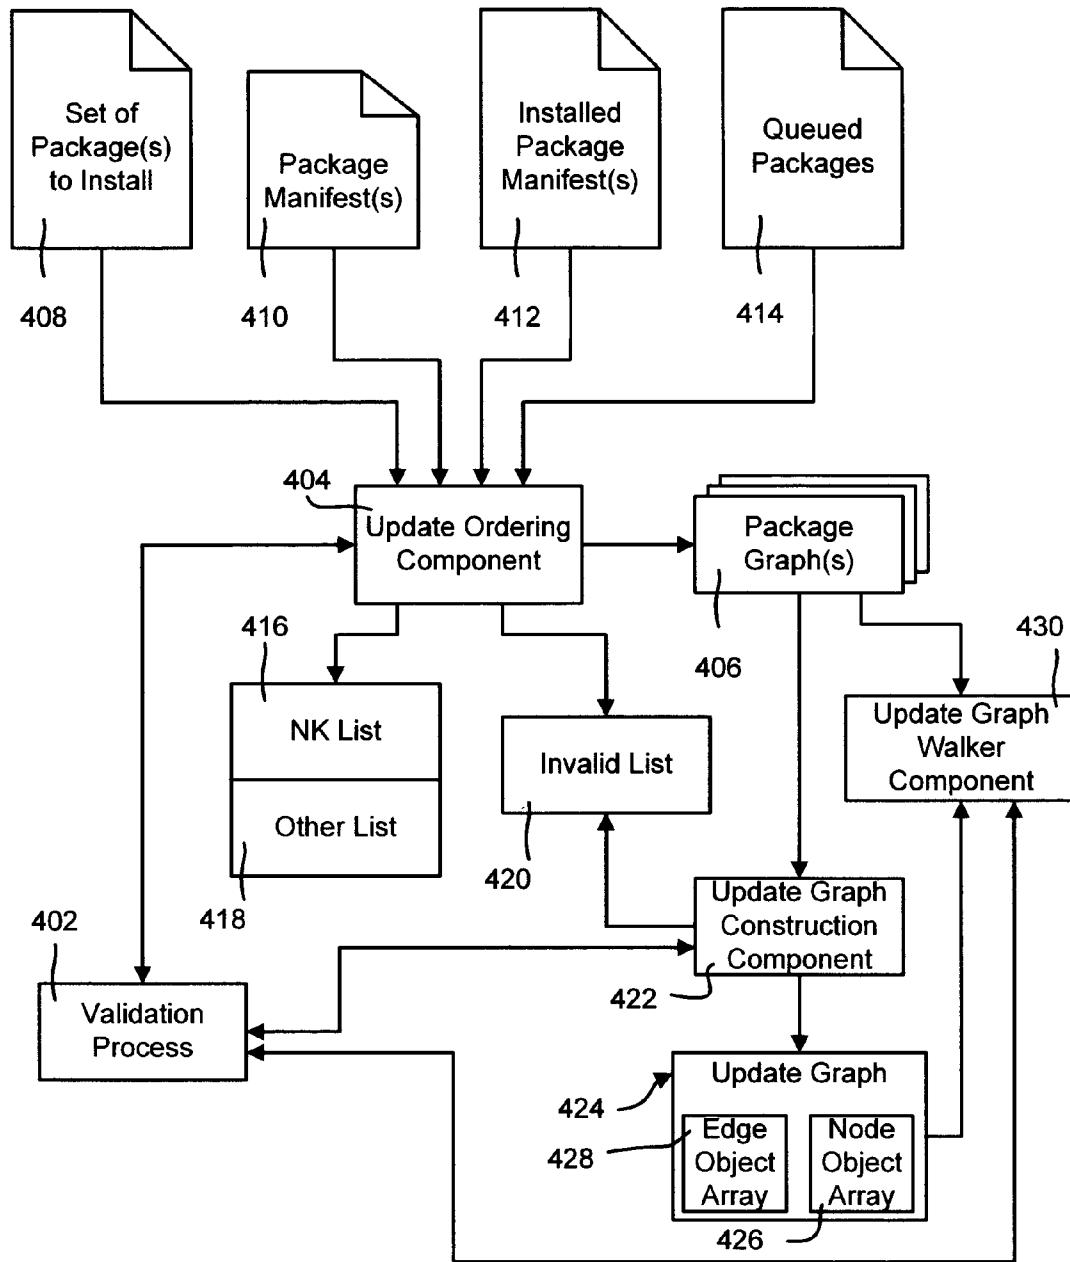 Set of
Package(s)
to Install
Package
Manifest(s)
Installed
Package
Manifest(s)
Queued
Packages
408
410
412
414
404
Update Ordering
Component
Package
Graph(s)
406
416
NK List
Other List
418
Invalid List
420
430
Update Graph
Walker
Component
402
Validation
Process
Update Graph
Construction
Component
422
Update Graph
424
428
Edge
Object
Array
Node
Object
Array
426